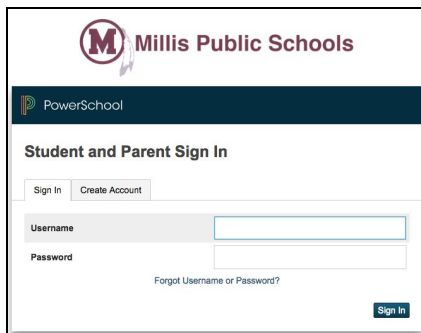 M Millis Public Schools
PowerSchool
Student and Parent Sign In
Sign In Create Account
Username
Password
Forgot Username or Password?
Sign In